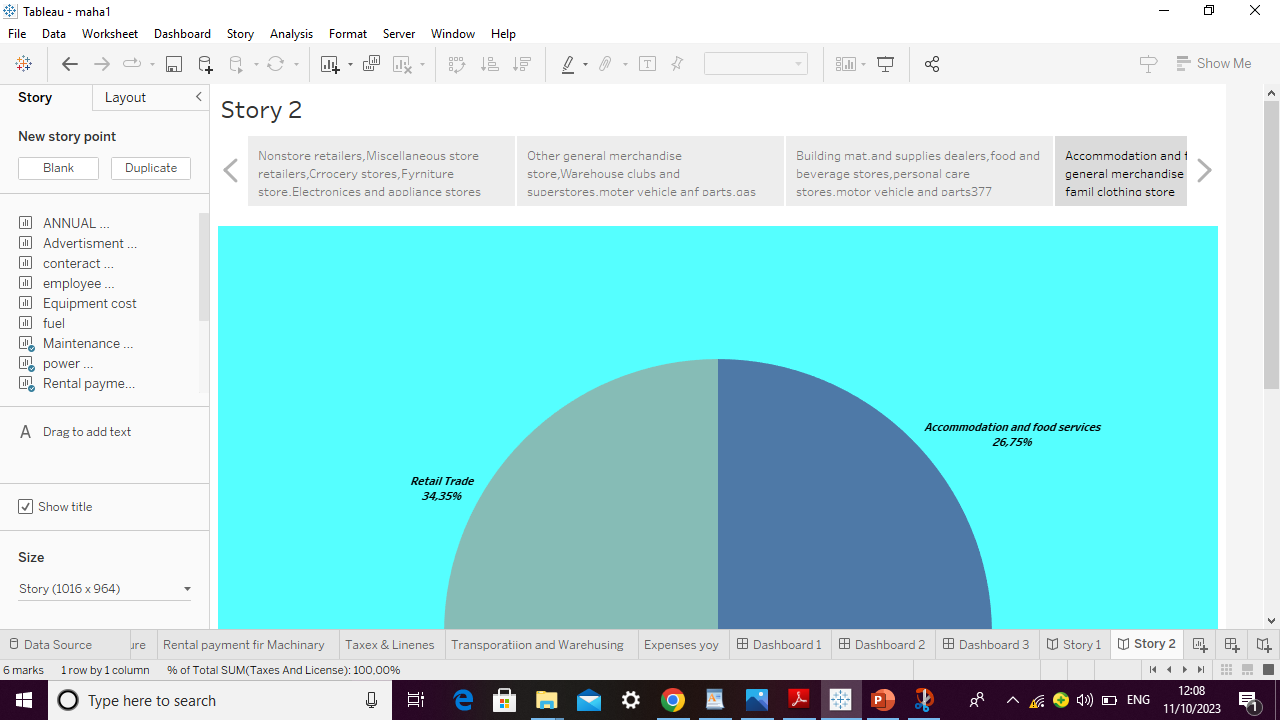 Tableau - maha1
File Data Worksheet Dashboard Story Analysis Format Server Window Help
Show Me
Story Layout
New story point
Blank Duplicate
ANNUAL ...
Advertisment ...
conteract ...
employee ...
Equipment cost
fuel
Maintenance ...
power ...
Rental payme...
A Drag to add text
Show title
Size
Story (1016 x 964)
Story 2
Nonstore retailers,Miscellaneous store
retailers,Crrocery stores,Fyrniture
store,Electronices and appliance stores
Other general merchandise
store,Warehouse clubs and
superstores,moter vehicle anf parts,gas
Building mat.and supplies dealers,food and
beverage stores,personal care
stores,motor vehicle and parts377
Accommodation and f
general merchandise
famil clothing store
Accommodation and food services
26,75%
Retail Trade
34,35%
Data Source ure Rental payment fir Machinary Taxex & Linenes Transporatiion and Warehusing Expenses yoy Dashboard 1 Dashboard 2 Dashboard 3 Story 1 Story 2
6 marks 1 row by 1 column % of Total SUM(Taxes And License): 100,00%
Type here to search
ENG
12:08
11/10/2023
1